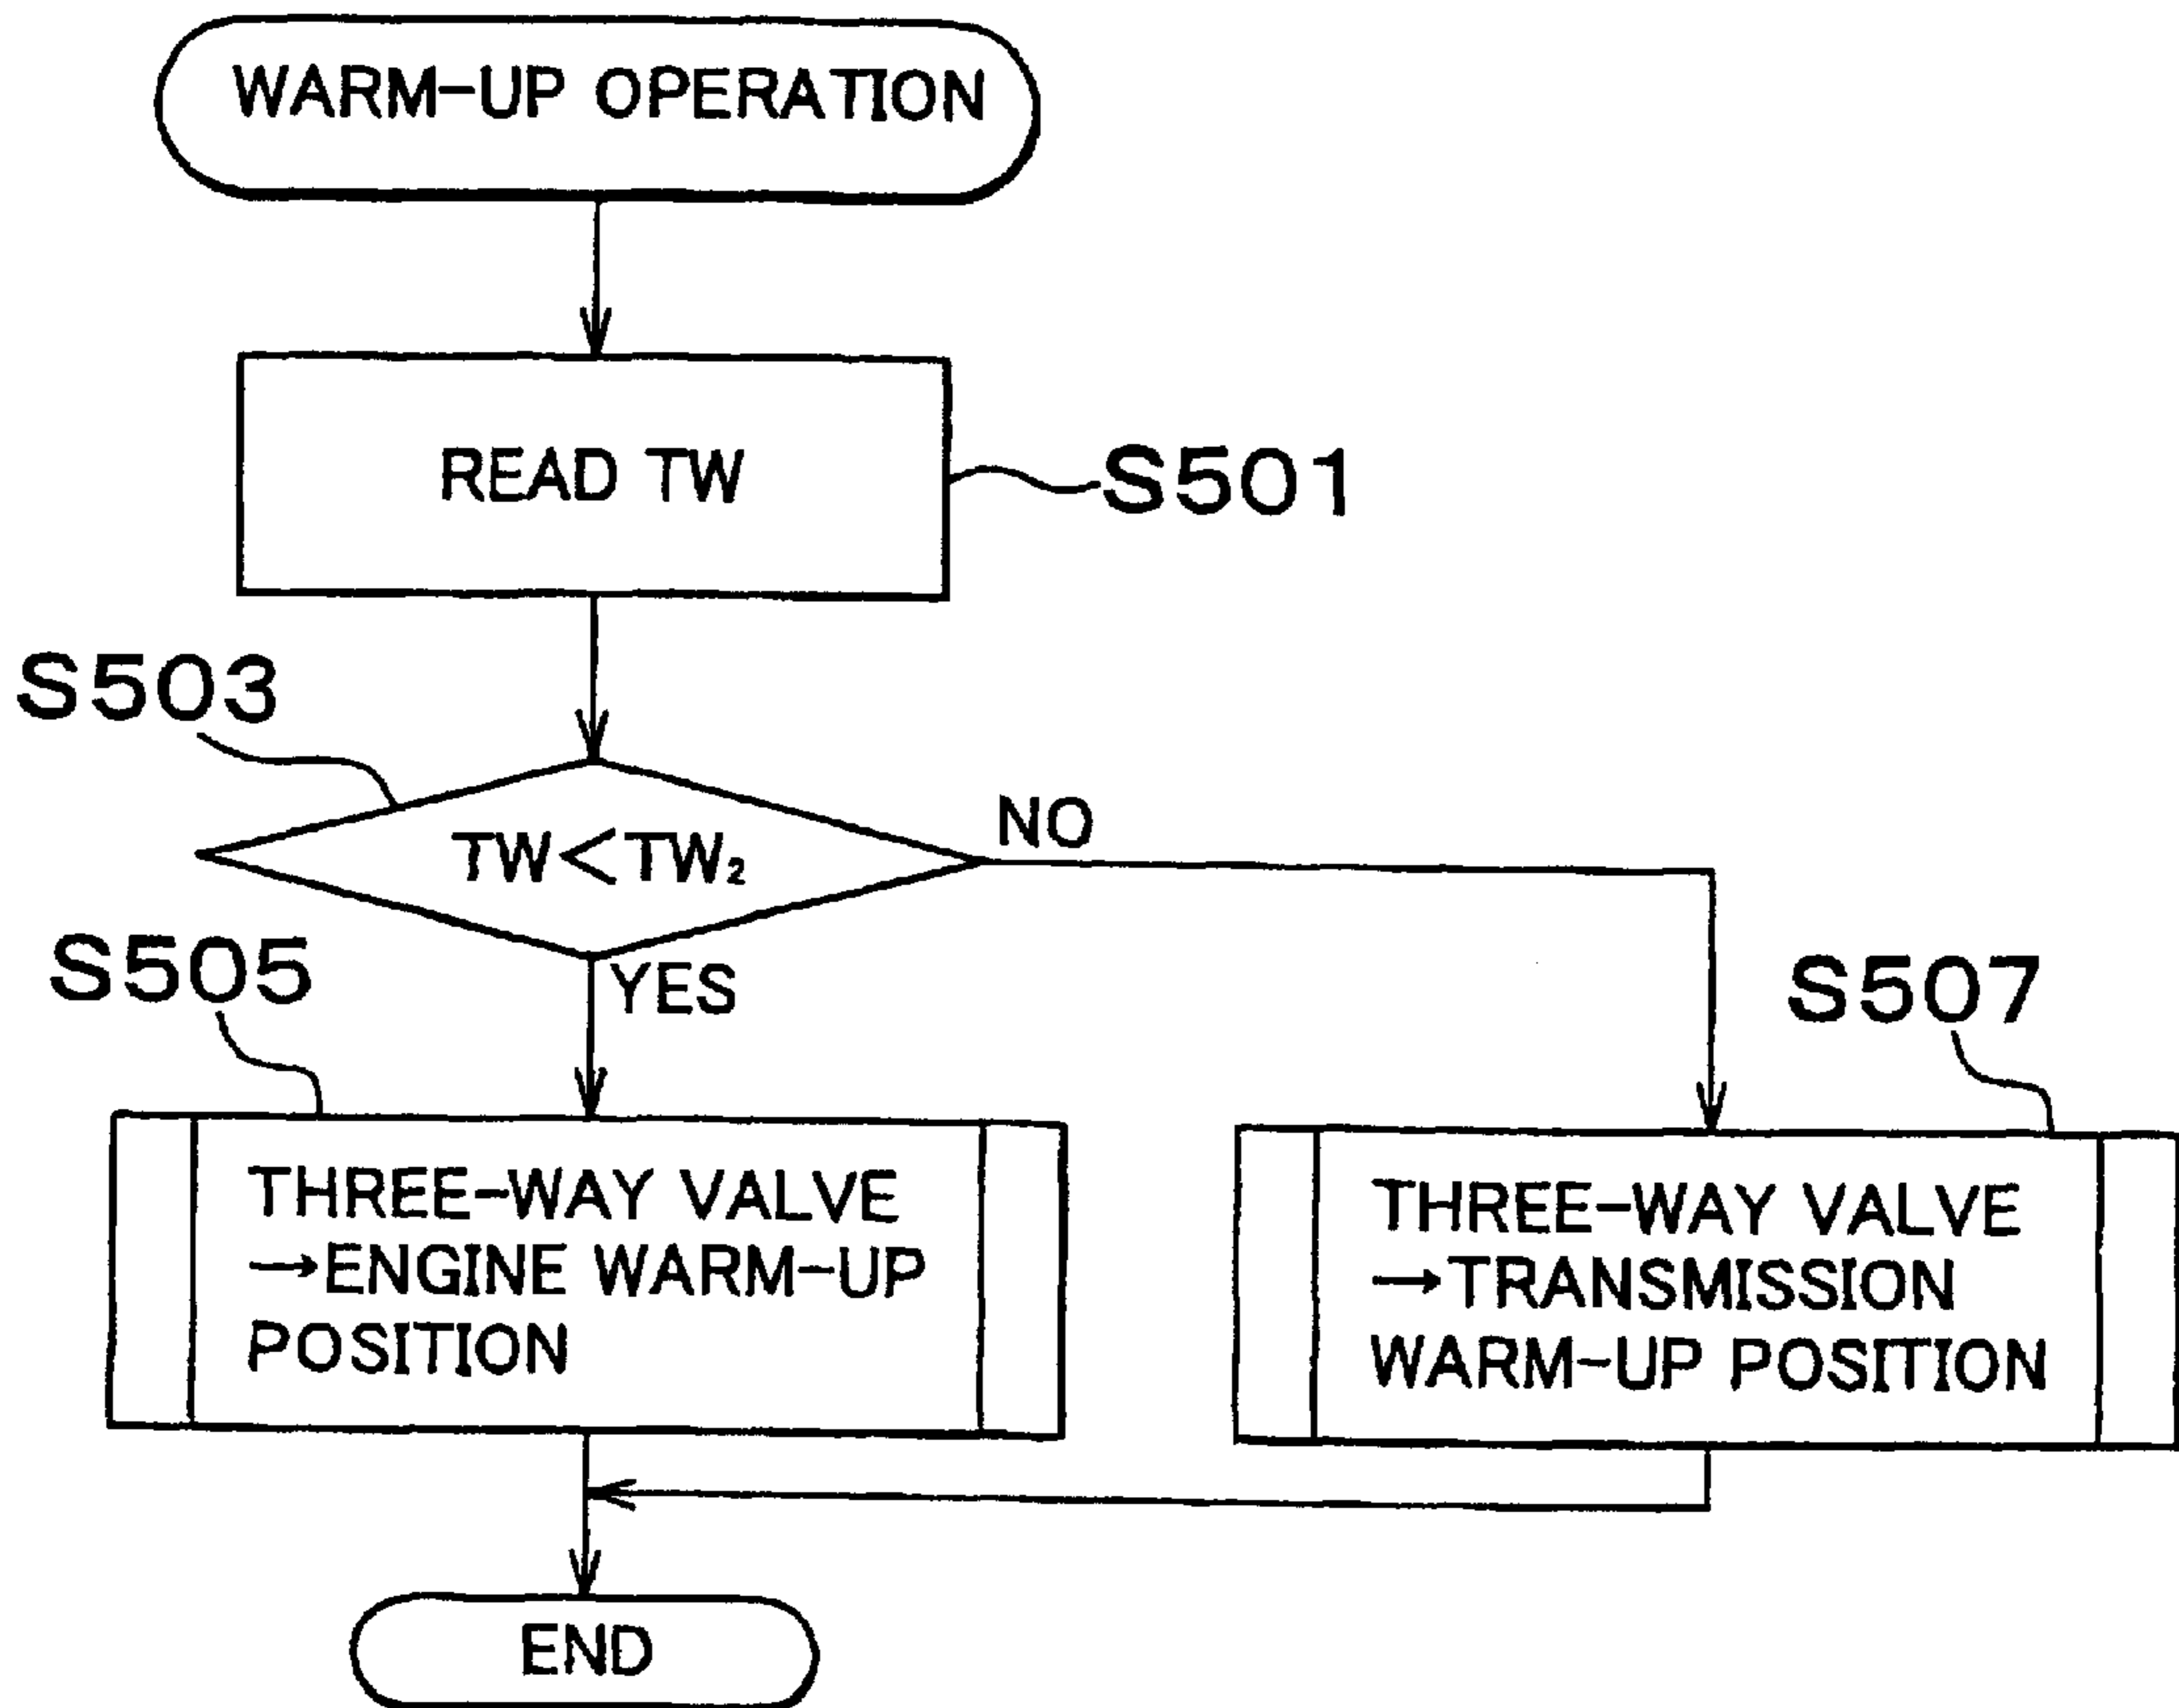 WARM-UP OPERATION
READ TW
S501
S503
TW<TW₂
NO
YES
S505
S507
THREE-WAY VALVE
→ENGINE WARM-UP
POSITION
THREE-WAY VALVE
→TRANSMISSION
WARM-UP POSITION
END